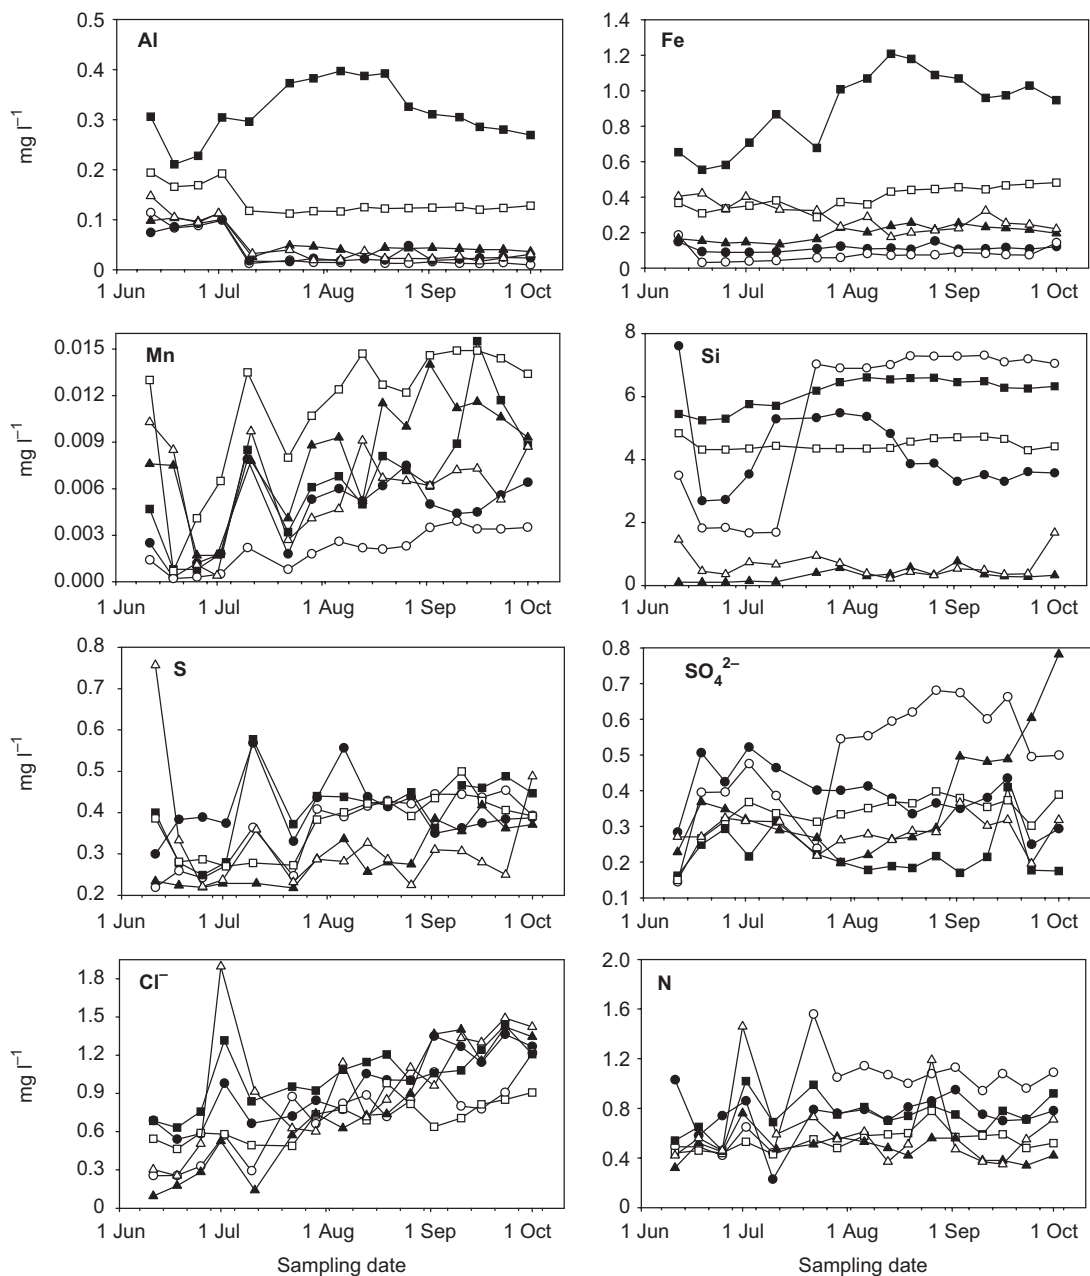 Al
mg l⁻¹
0.5
0.4
0.3
0.2
0.1
0
1 Jun 1 Jul 1 Aug 1 Sep 1 Oct
Fe
1.4
1.2
1.0
0.8
0.6
0.4
0.2
0
1 Jun 1 Jul 1 Aug 1 Sep 1 Oct
Mn
mg l⁻¹
0.015
0.012
0.009
0.006
0.003
0.000
1 Jun 1 Jul 1 Aug 1 Sep 1 Oct
Si
8
6
4
2
0
1 Jun 1 Jul 1 Aug 1 Sep 1 Oct
S
mg l⁻¹
0.8
0.7
0.6
0.5
0.4
0.3
0.2
1 Jun 1 Jul 1 Aug 1 Sep 1 Oct
SO₄²⁻
0.8
0.7
0.6
0.5
0.4
0.3
0.2
0.1
1 Jun 1 Jul 1 Aug 1 Sep 1 Oct
Cl⁻
mg l⁻¹
1.8
1.5
1.2
0.9
0.6
0.3
0
1 Jun 1 Jul 1 Aug 1 Sep 1 Oct
Sampling date
N
2.0
1.6
1.2
0.8
0.4
0
1 Jun 1 Jul 1 Aug 1 Sep 1 Oct
Sampling date